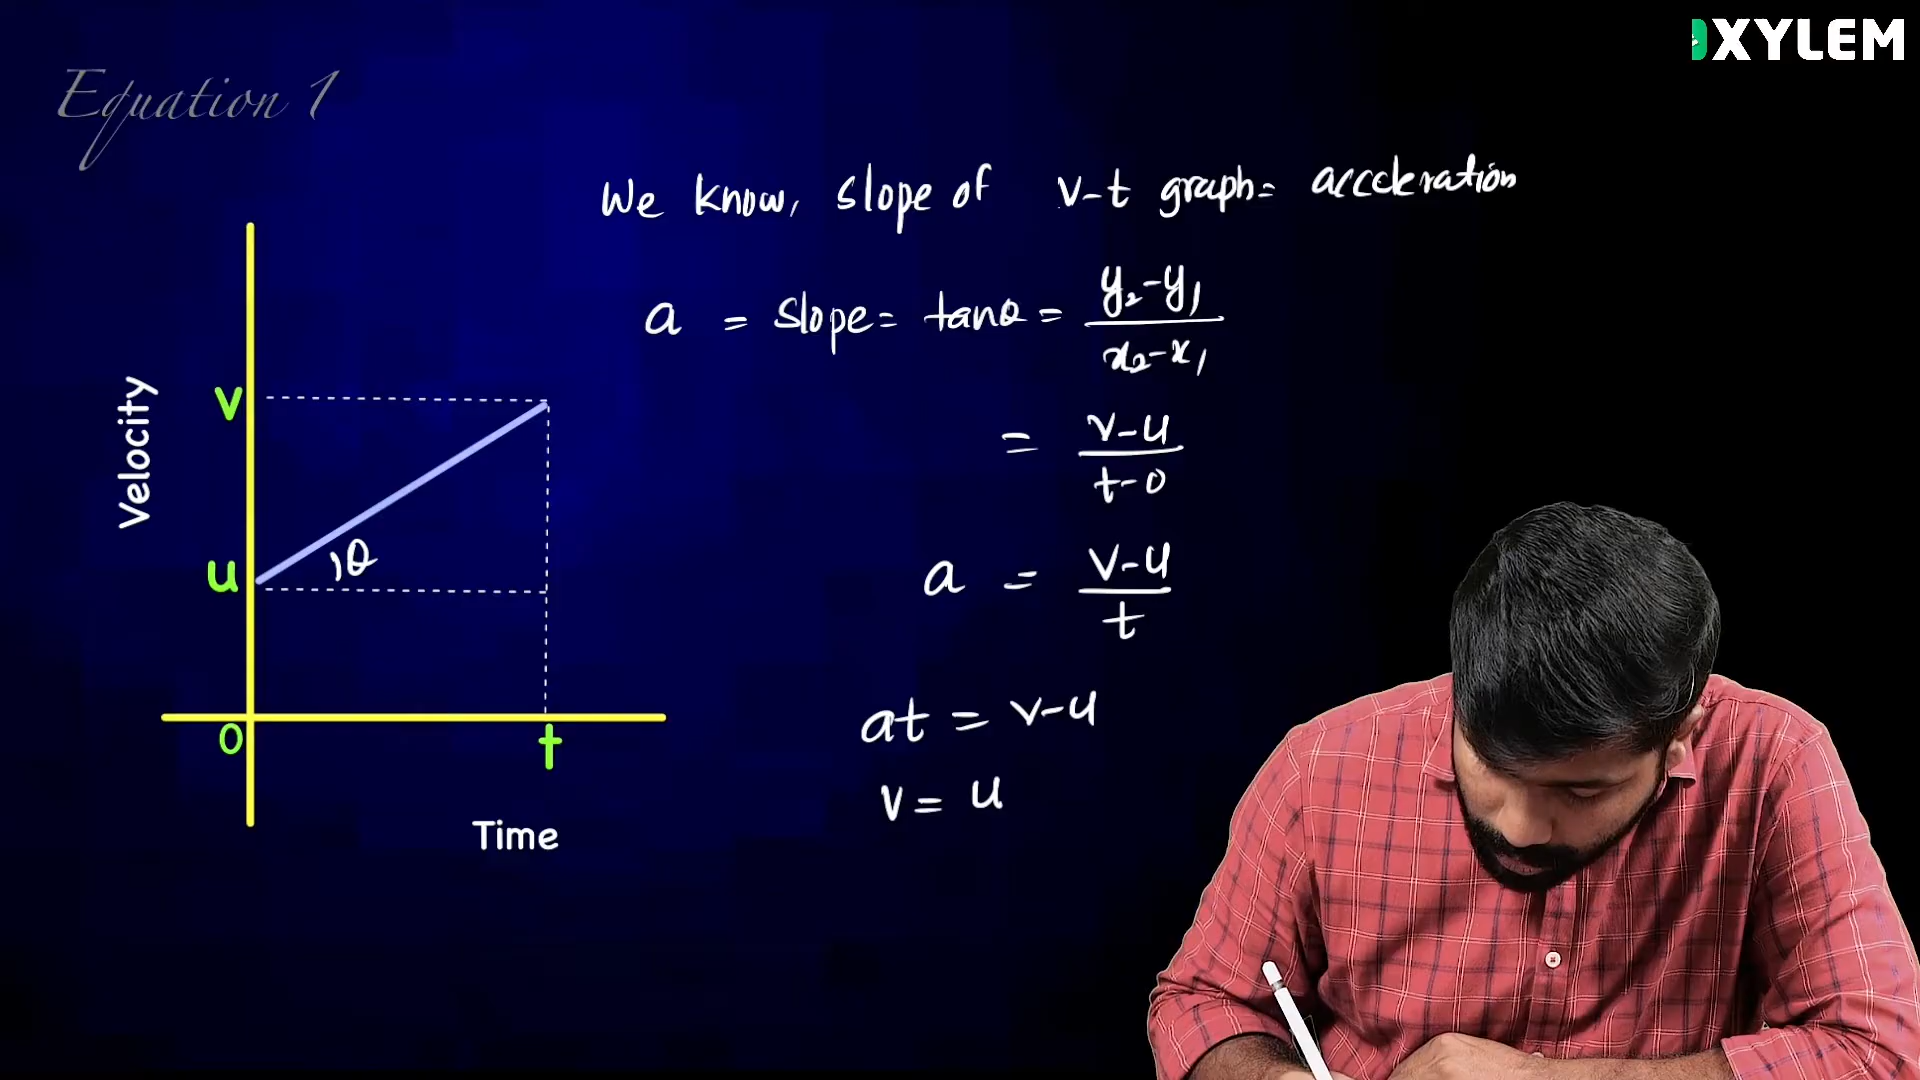 XYLEM
Equation 1
We know, slope of v-t graph= acceleration
a = slope= tanθ = y₂-y₁
x₂-x₁
= v-u
t-0
Velocity
v
u
θ
a = v-u
t
at = v-u
v= u
0
t
Time